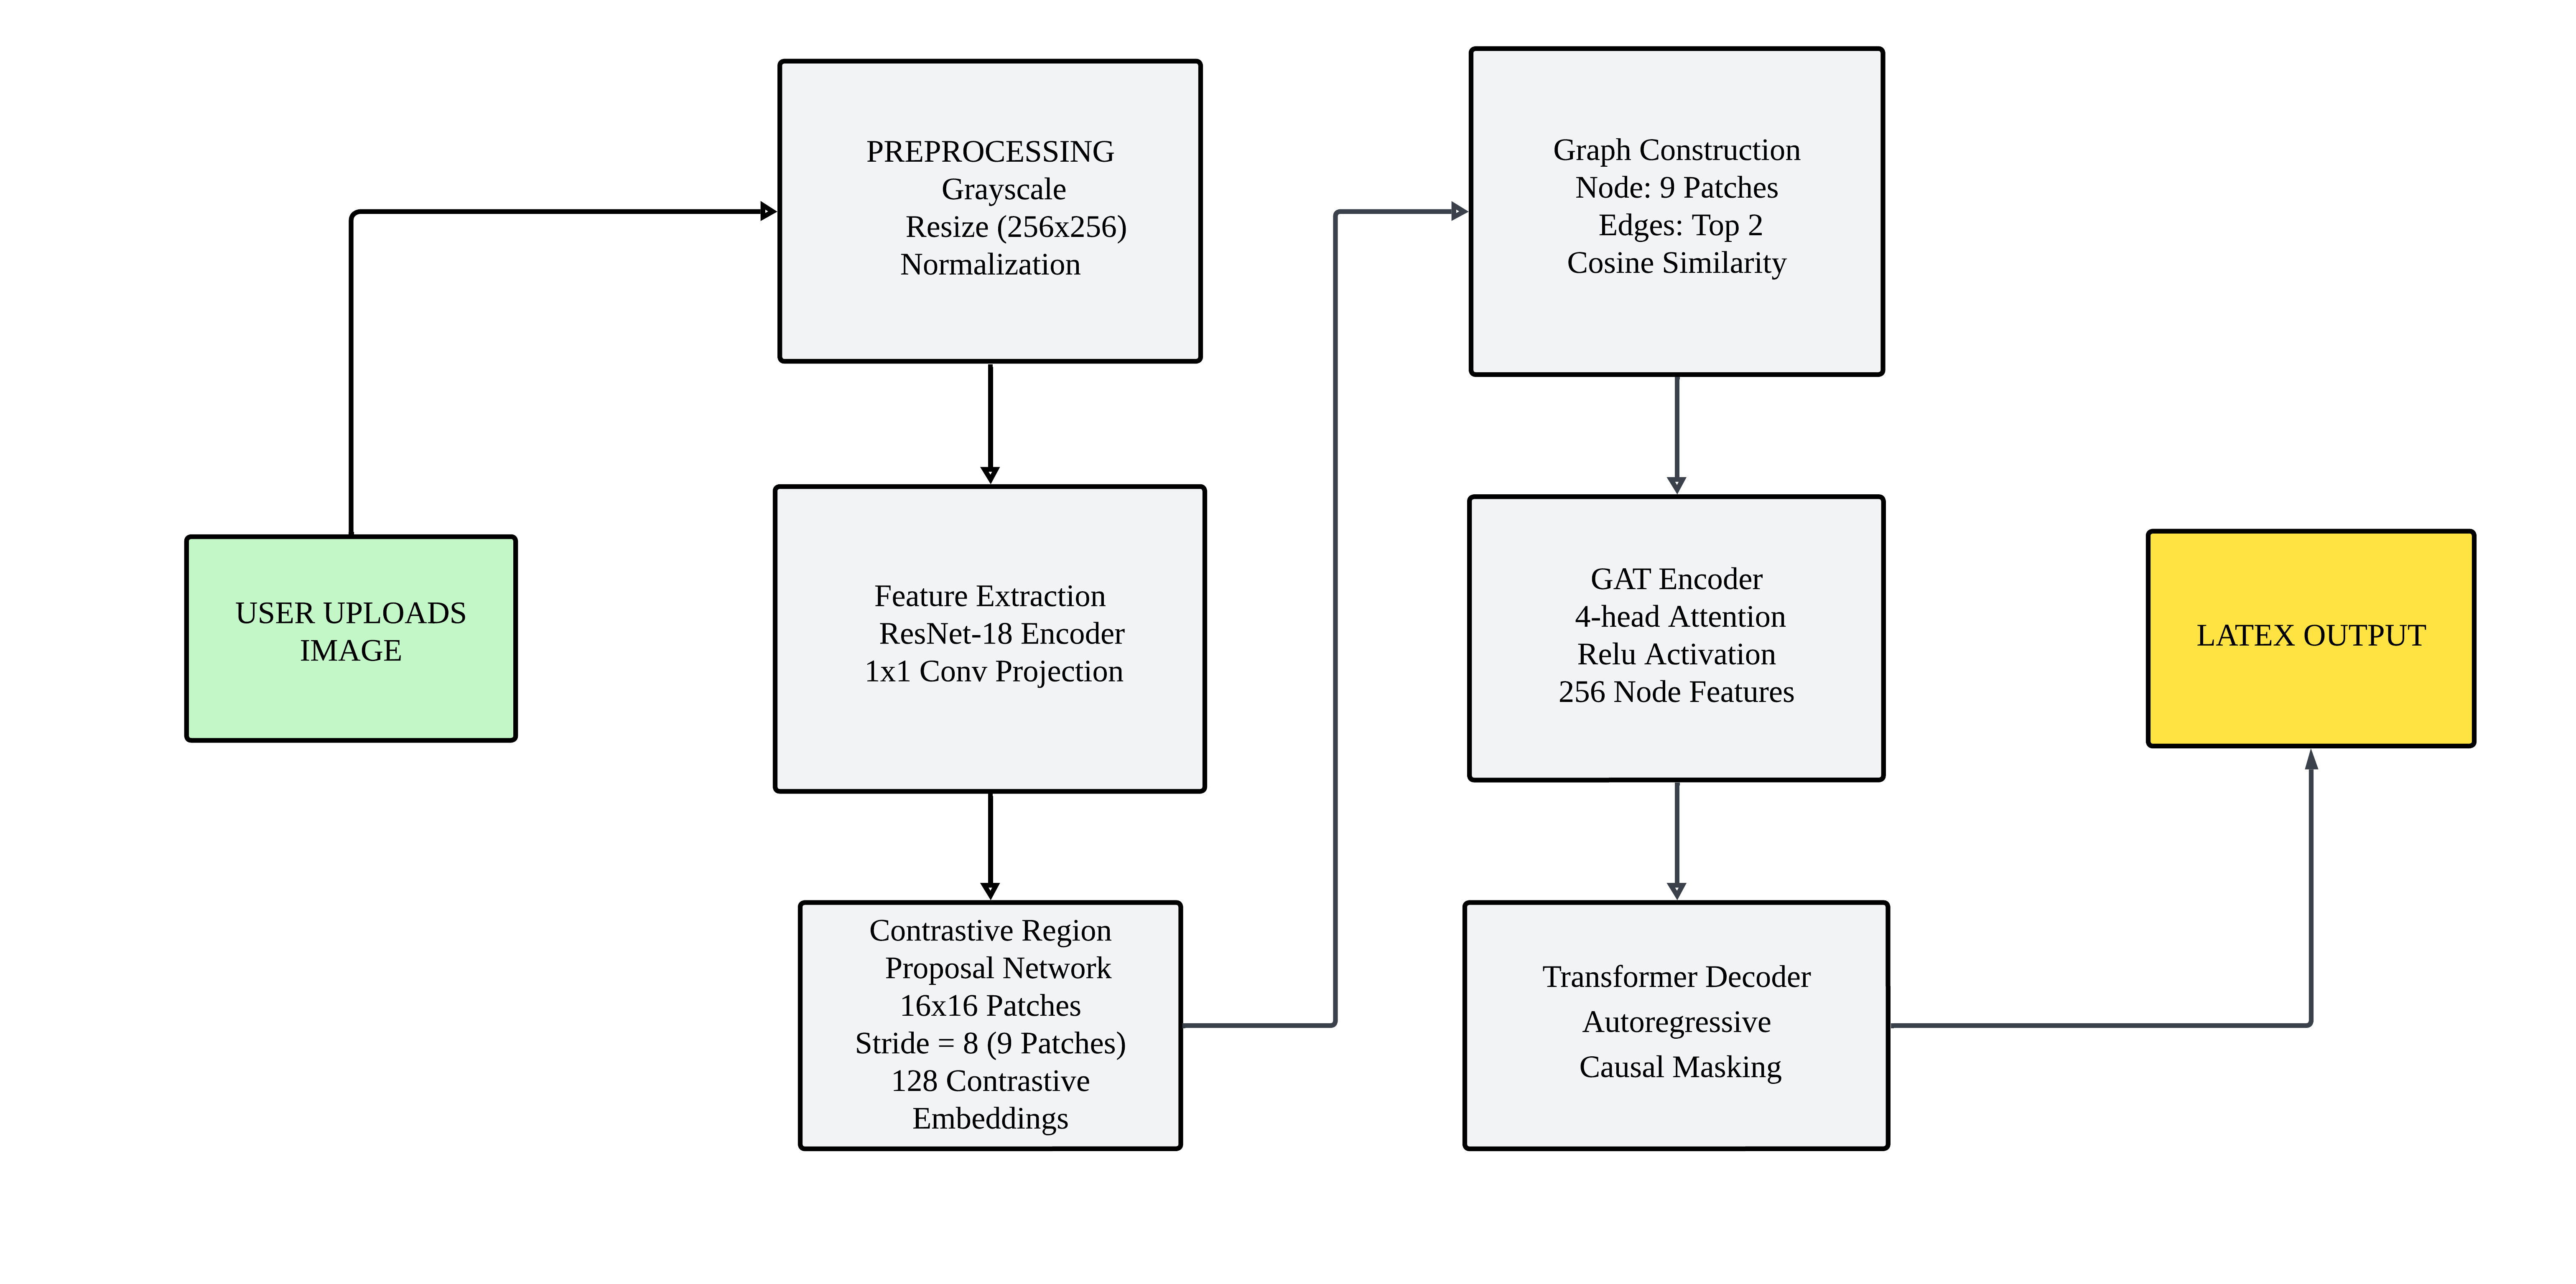 USER UPLOADS
IMAGE
PREPROCESSING
Grayscale
Resize (256x256)
Normalization
Feature Extraction
ResNet-18 Encoder
1x1 Conv Projection
Contrastive Region
Proposal Network
16x16 Patches
Stride = 8 (9 Patches)
128 Contrastive
Embeddings
Graph Construction
Node: 9 Patches
Edges: Top 2
Cosine Similarity
GAT Encoder
4-head Attention
Relu Activation
256 Node Features
Transformer Decoder
Autoregressive
Causal Masking
LATEX OUTPUT